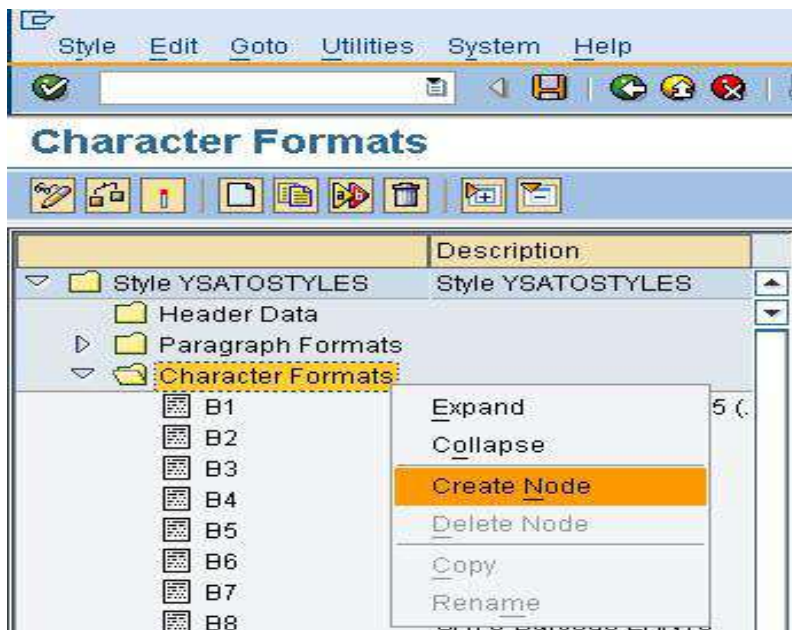 Style Edit Goto Utilities System Help
Character Formats
Description
Style YSATOSTYLES Style YSATOSTYLES
Header Data
Paragraph Formats
Character Formats
B1 Expand 5 (.
B2 Collapse
B3
B4 Create Node
B5 Delete Node
B6 Copy
B7 Rename
B8